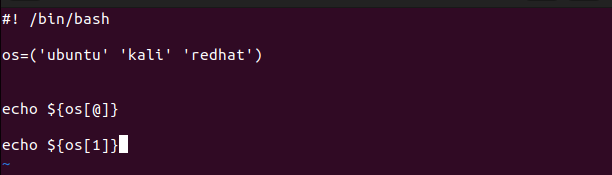 #! /bin/bash
os=('ubuntu' 'kali' 'redhat')
echo ${os[@]}
echo ${os[1]}
~